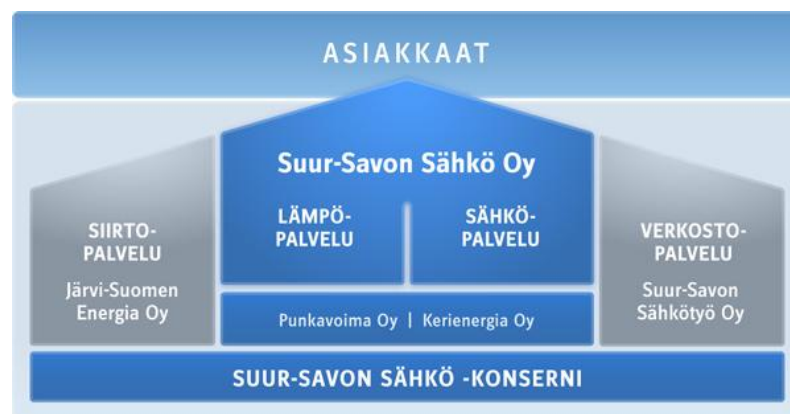 ASIAKKAAT
Suur-Savon Sähkö Oy
LÄMPÖ-
PALVELU
SÄHKÖ-
PALVELU
SIIRTO-
PALVELU
Järvi-Suomen
Energia Oy
VERKOSTO-
PALVELU
Suur-Savon
Sähkötyö Oy
Punkavoima Oy | Kerienergia Oy
SUUR-SAVON SÄHKÖ -KONSERNI